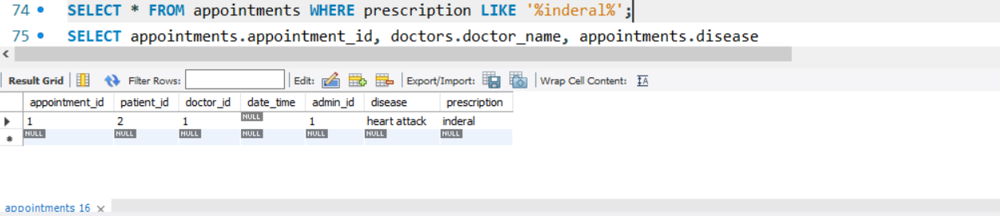 74 SELECT * FROM appointments WHERE prescription LIKE '%inderal%';
75 SELECT appointments.appointment_id, doctors.doctor_name, appointments.disease
Result Grid Filter Rows: Edit: Export/Import: Wrap Cell Content: IA
appointment_id patient_id doctor_id date_time admin_id disease prescription
1 2 1 NULL 1 heart attack inderal
NULL NULL NULL NULL NULL NULL NULL
appointments 16